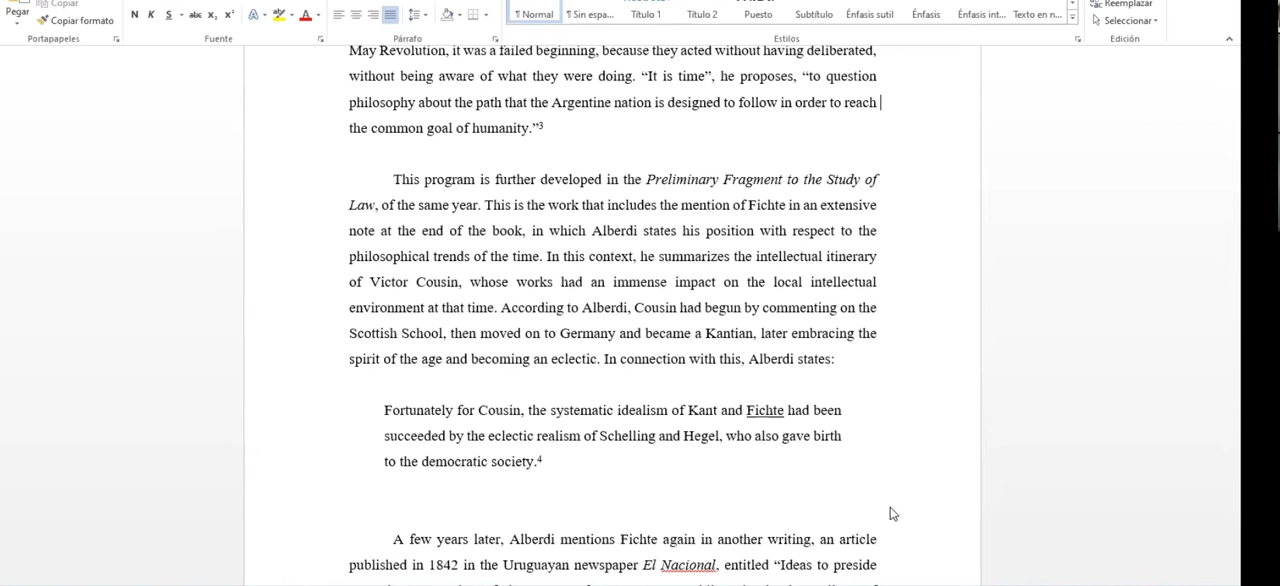 Copiar
Reemplazar
Pegar
Copiar formato
N K S abc x₂ x² A ab A
¶ Normal ¶ Sin espa... Título 1 Título 2 Puesto Subtítulo Énfasis sutil Énfasis Énfasis int... Texto en n...
Seleccionar
Portapapeles Fuente Párrafo Estilos Edición
May Revolution, it was a failed beginning, because they acted without having deliberated,
without being aware of what they were doing. “It is time”, he proposes, “to question
philosophy about the path that the Argentine nation is designed to follow in order to reach
the common goal of humanity.”³
This program is further developed in the Preliminary Fragment to the Study of
Law, of the same year. This is the work that includes the mention of Fichte in an extensive
note at the end of the book, in which Alberdi states his position with respect to the
philosophical trends of the time. In this context, he summarizes the intellectual itinerary
of Victor Cousin, whose works had an immense impact on the local intellectual
environment at that time. According to Alberdi, Cousin had begun by commenting on the
Scottish School, then moved on to Germany and became a Kantian, later embracing the
spirit of the age and becoming an eclectic. In connection with this, Alberdi states:
Fortunately for Cousin, the systematic idealism of Kant and Fichte had been
succeeded by the eclectic realism of Schelling and Hegel, who also gave birth
to the democratic society.⁴
A few years later, Alberdi mentions Fichte again in another writing, an article
published in 1842 in the Uruguayan newspaper El Nacional, entitled “Ideas to preside